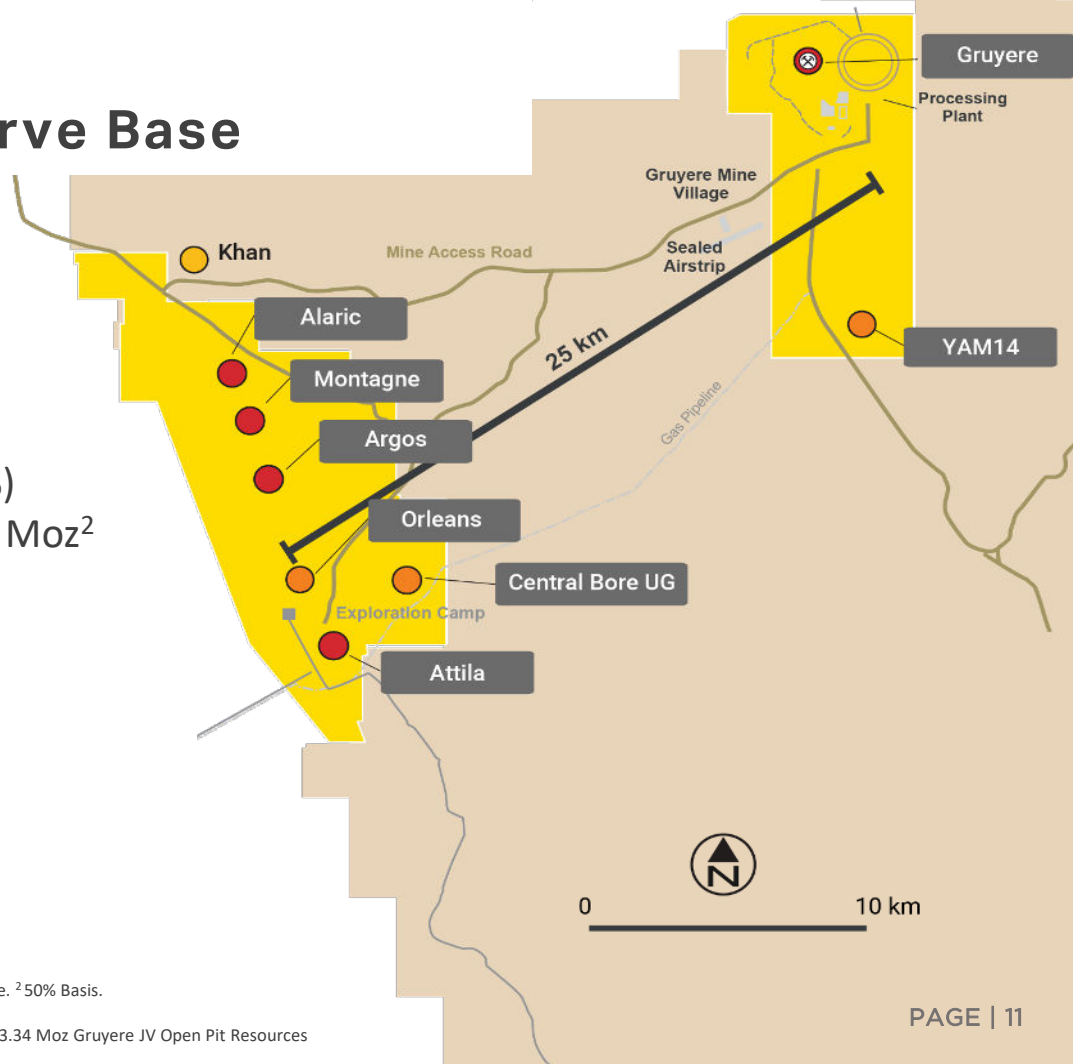 rve Base
Gruyere
Processing
Plant
Gruyere Mine
Village
Khan
Mine Access Road
Sealed
Airstrip
Alaric
25 km
YAM14
Montagne
Gas Pipeline
Argos
)
Moz²
Orleans
Central Bore UG
Exploration Camp
Attila
N
0 10 km
e. ² 50% Basis.
3.34 Moz Gruyere JV Open Pit Resources
PAGE | 11